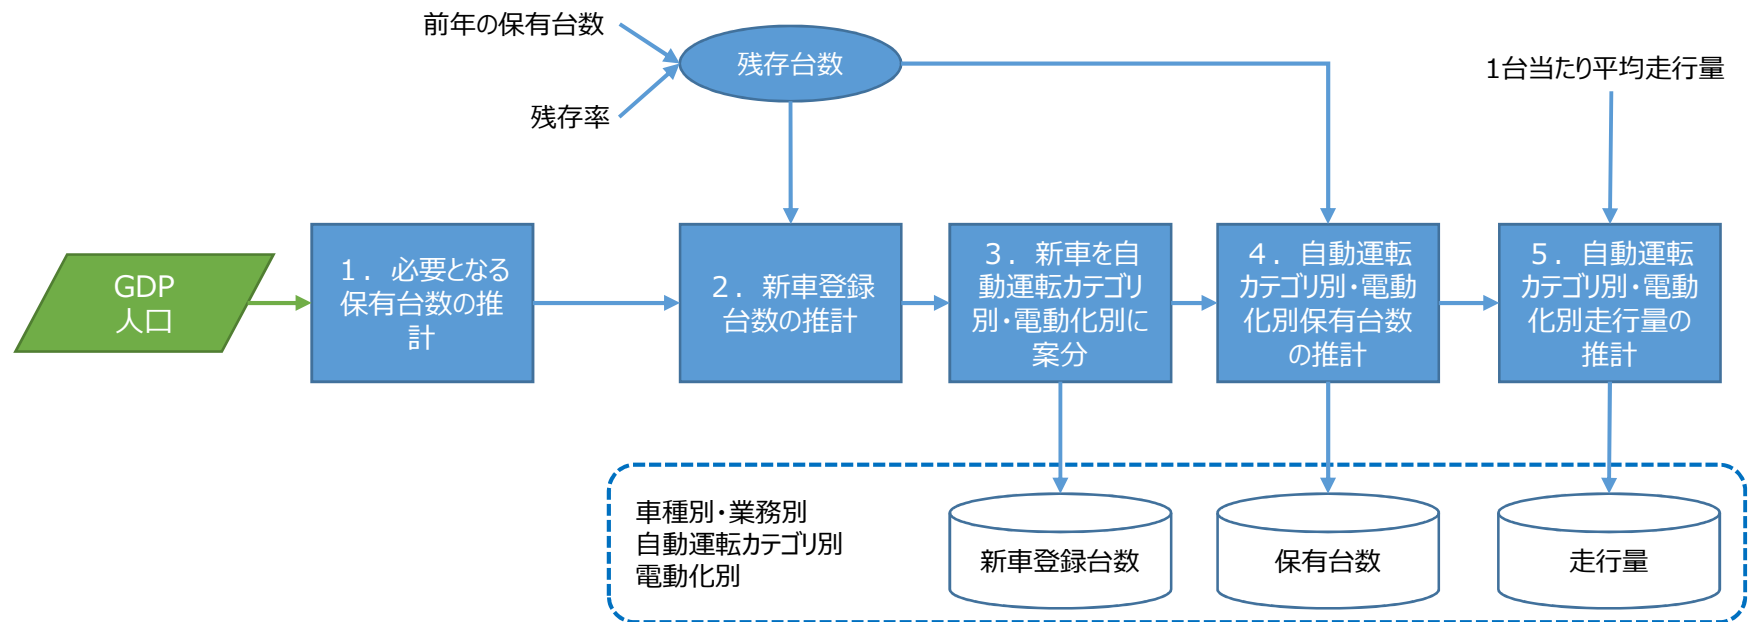 前年の保有台数
残存率
残存台数
1台当たり平均走行量
GDP
人口
１．必要となる
保有台数の推
計
２．新車登録
台数の推計
３．新車を自
動運転カテゴリ
別・電動化別に
案分
４．自動運転
カテゴリ別・電動
化別保有台数
の推計
５．自動運転
カテゴリ別・電動
化別走行量の
推計
車種別・業務別
自動運転カテゴリ別
電動化別
新車登録台数
保有台数
走行量